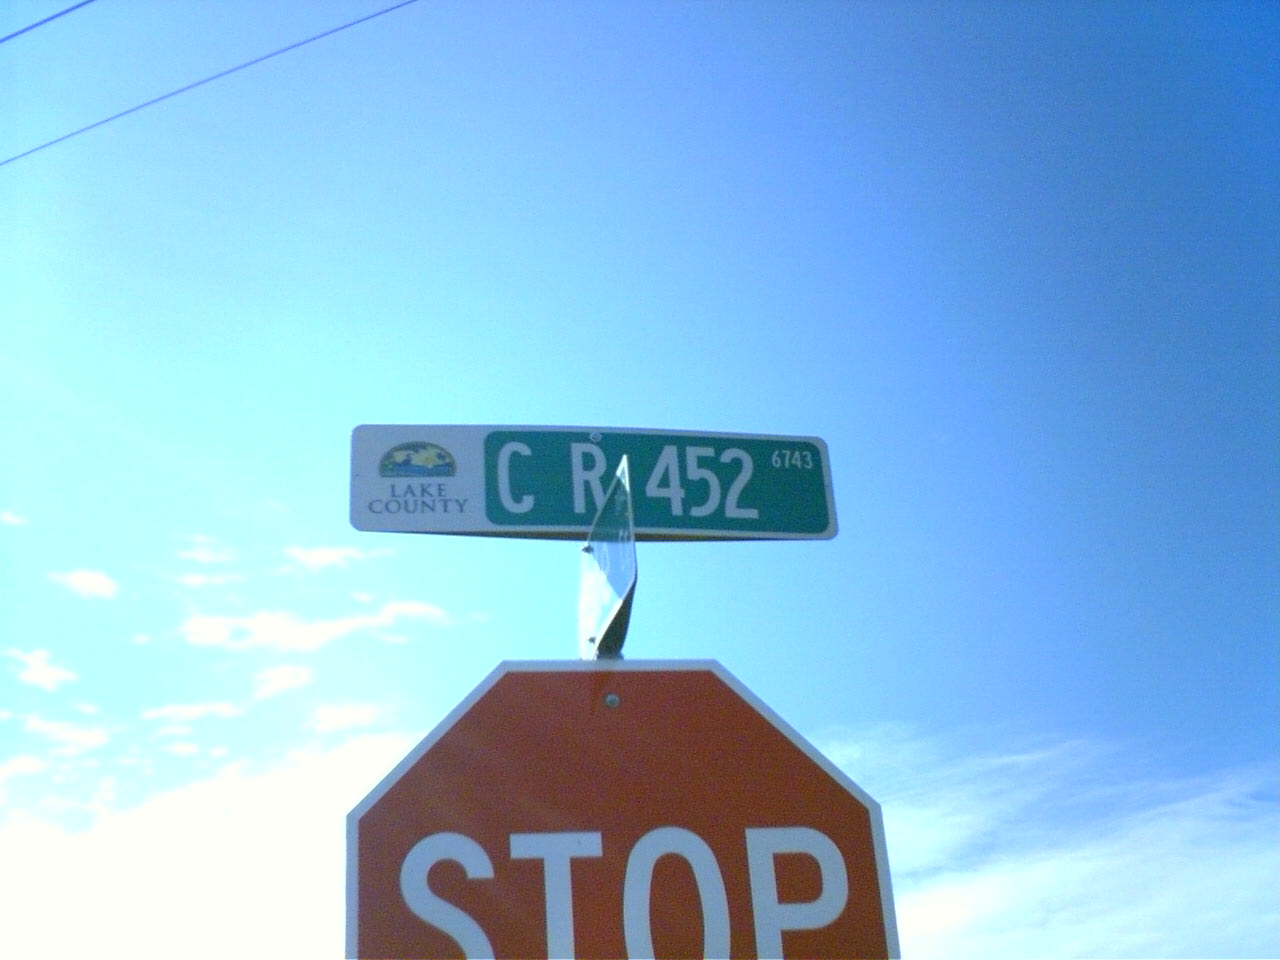 LAKE
COUNTY
C R 452 6743
STOP